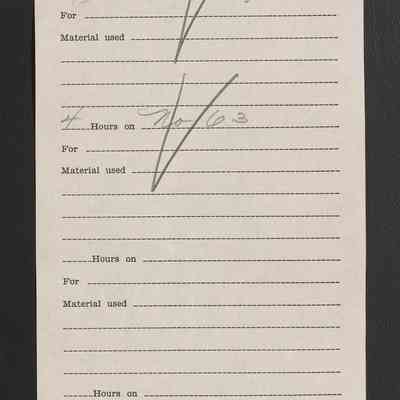 For
Material used
4 Hours on No 63
For
Material used
Hours on
For
Material used
Hours on